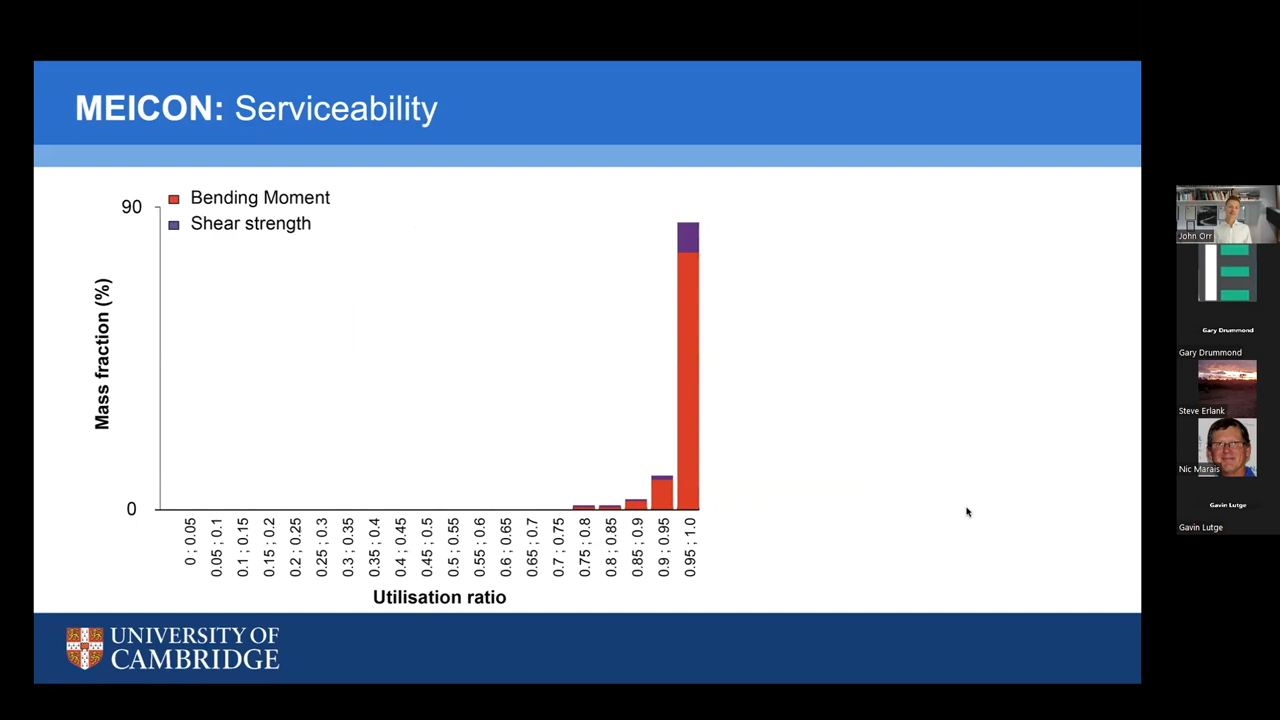 MEICON: Serviceability
90
Bending Moment
Shear strength
Mass fraction (%)
0
0 ; 0.05
0.05 ; 0.1
0.1 ; 0.15
0.15 ; 0.2
0.2 ; 0.25
0.25 ; 0.3
0.3 ; 0.35
0.35 ; 0.4
0.4 ; 0.45
0.45 ; 0.5
0.5 ; 0.55
0.55 ; 0.6
0.6 ; 0.65
0.65 ; 0.7
0.7 ; 0.75
0.75 ; 0.8
0.8 ; 0.85
0.85 ; 0.9
0.9 ; 0.95
0.95 ; 1.0
Utilisation ratio
UNIVERSITY OF
CAMBRIDGE
John Orr
Gary Drummond
Gary Drummond
Steve Erlank
Nic Marais
Gavin Lutge
Gavin Lutge